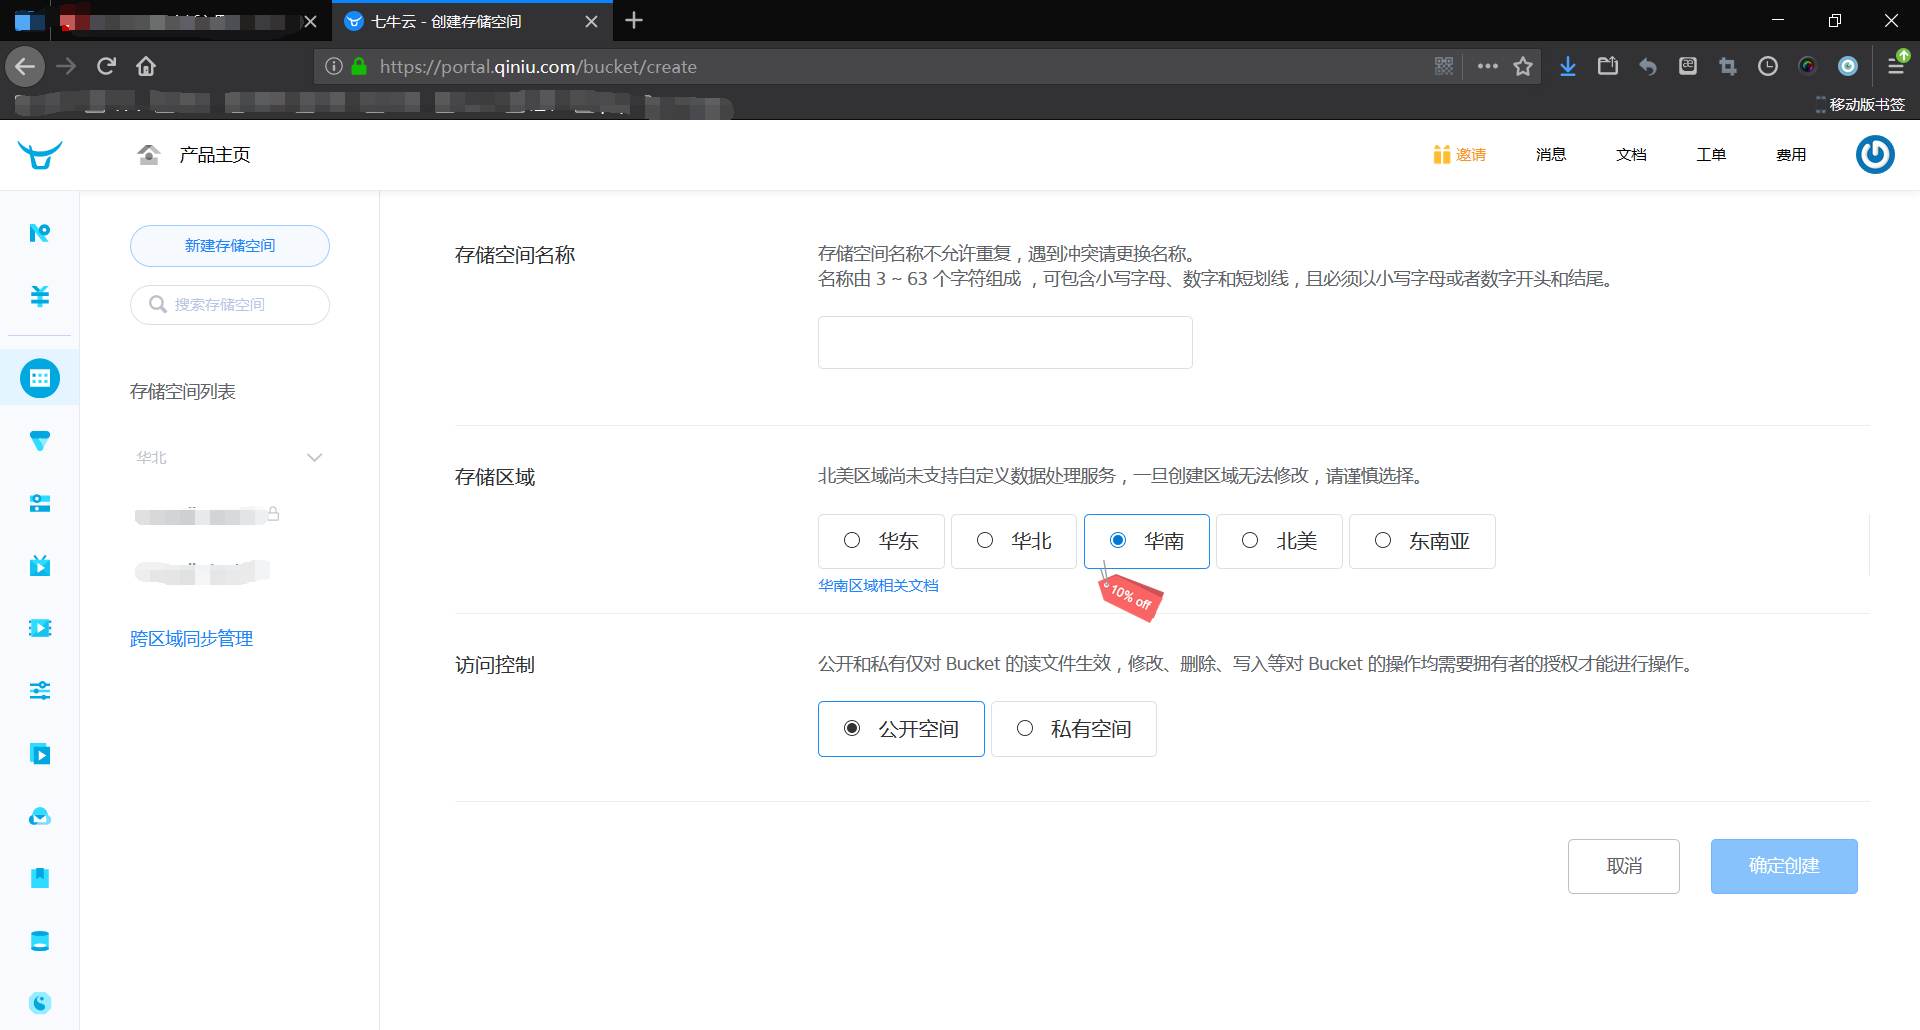 七牛云 - 创建存储空间
https://portal.qiniu.com/bucket/create
移动版书签
产品主页
邀请
消息
文档
工单
费用
新建存储空间
搜索存储空间
存储空间列表
华北
跨区域同步管理
存储空间名称
存储空间名称不允许重复，遇到冲突请更换名称。
名称由 3 ~ 63 个字符组成 ，可包含小写字母、数字和短划线，且必须以小写字母或者数字开头和结尾。
存储区域
北美区域尚未支持自定义数据处理服务，一旦创建区域无法修改，请谨慎选择。
华东
华北
华南
北美
东南亚
华南区域相关文档
10% off
访问控制
公开和私有仅对 Bucket 的读文件生效，修改、删除、写入等对 Bucket 的操作均需要拥有者的授权才能进行操作。
公开空间
私有空间
取消
确定创建